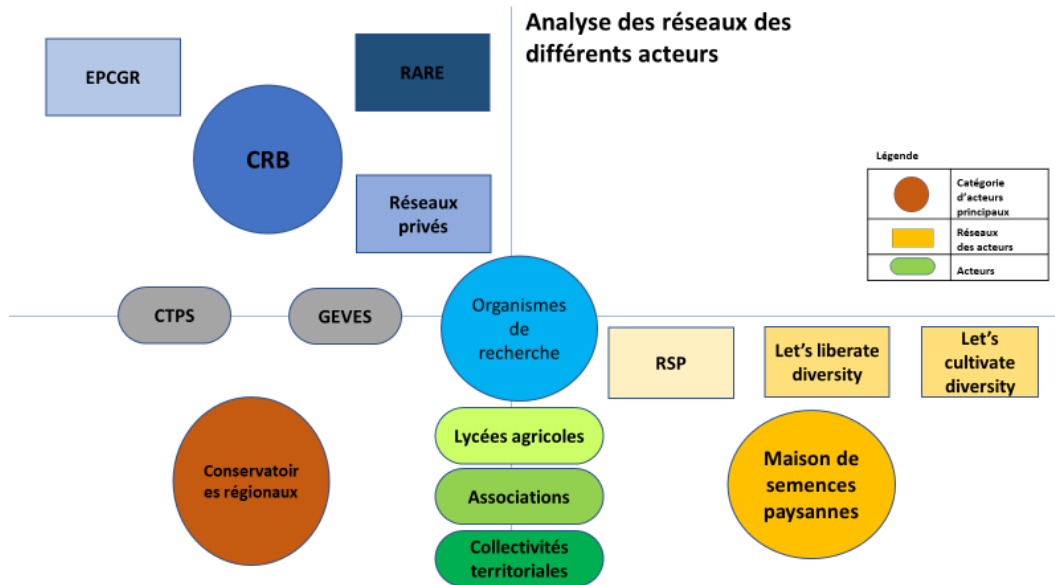 Analyse des réseaux des
différents acteurs
EPCGR
RARE
CRB
Réseaux
privés
Légende
Catégorie
d'acteurs
principaux
Réseaux
des acteurs
Acteurs
CTPS
GEVES
Organismes
de
recherche
RSP
Let's liberate
diversity
Let's
cultivate
diversity
Conservatoir
es régionaux
Lycées agricoles
Associations
Collectivités
territoriales
Maison de
semences
paysannes